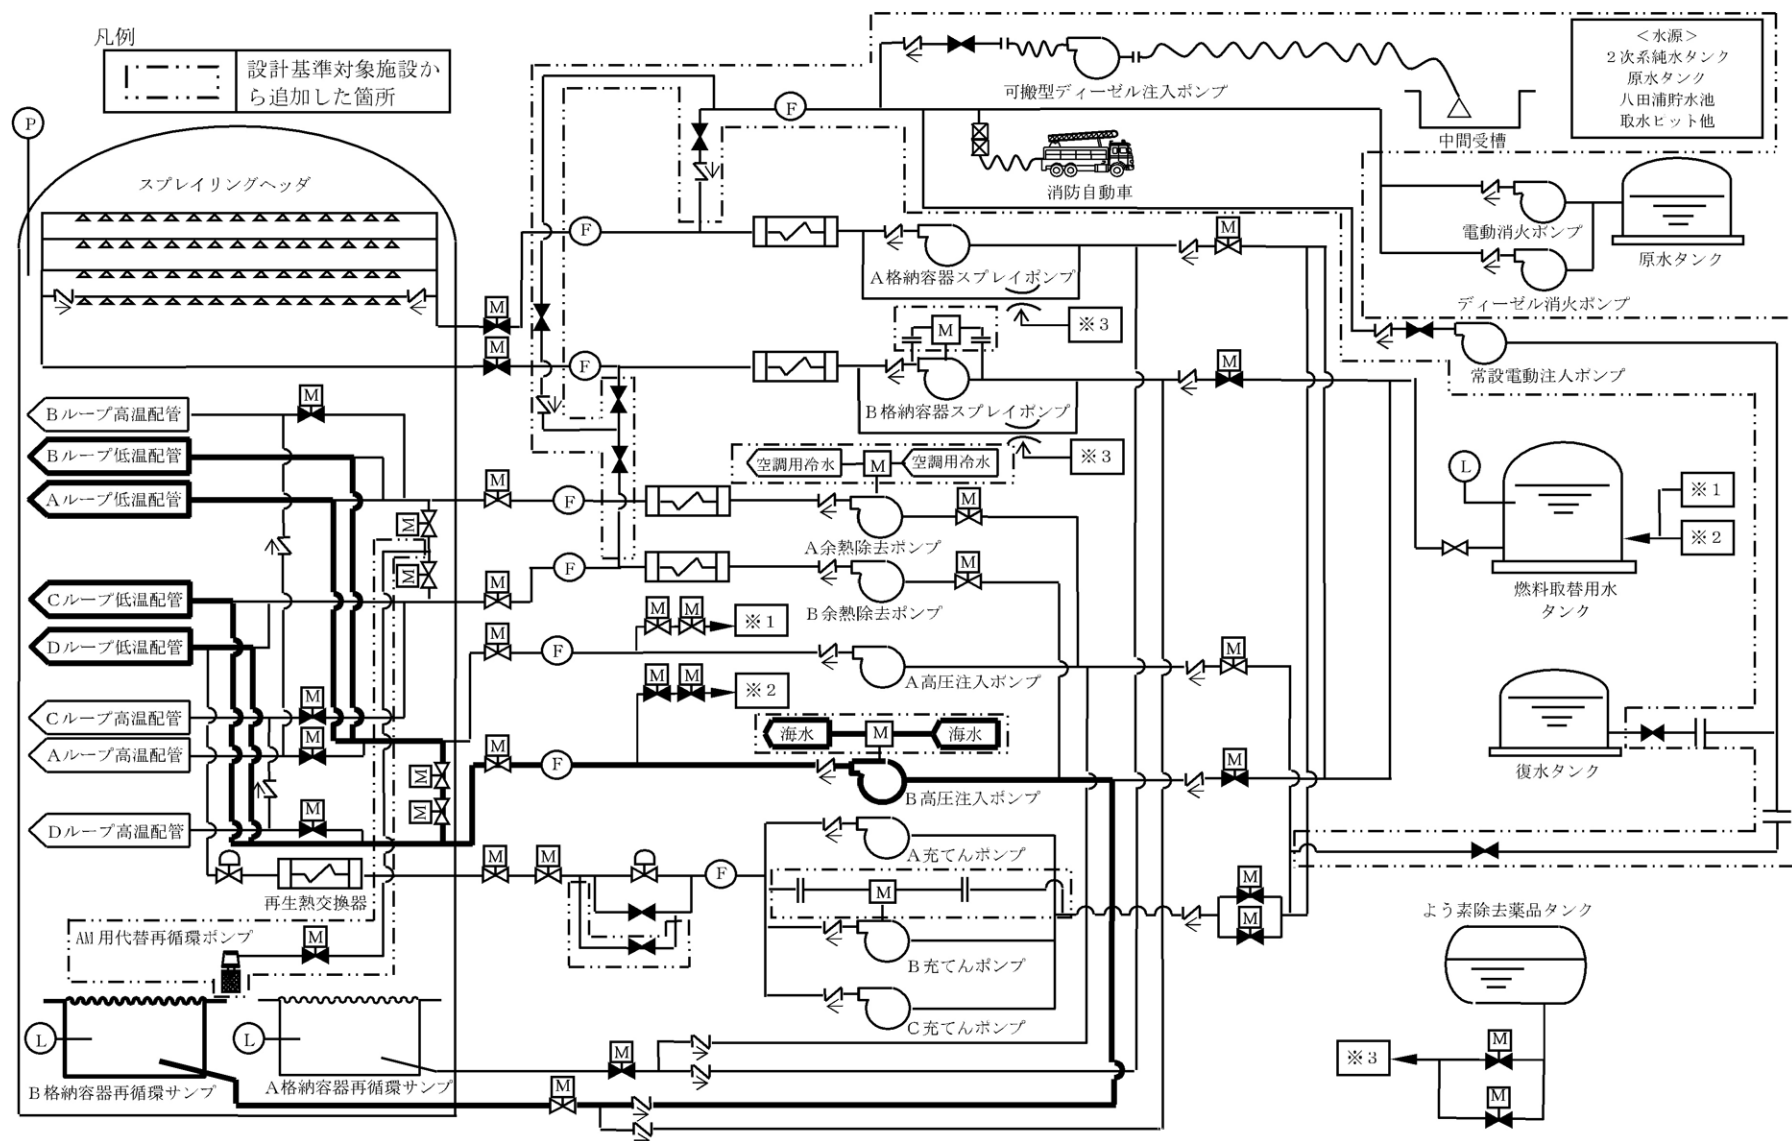 凡例
設計基準対象施設か
ら追加した箇所
P
スプレイリングヘッダ
<水源>
2次系純水タンク
原水タンク
八田浦貯水池
取水ピット他
可搬型ディーゼル注入ポンプ
中間受槽
F
消防自動車
電動消火ポンプ
原水タンク
ディーゼル消火ポンプ
F
M
A格納容器スプレイポンプ
※3
M
M
M
F
M
B格納容器スプレイポンプ
※3
常設電動注入ポンプ
Bループ高温配管
M
Bループ低温配管
Aループ低温配管
空調用冷水
M
空調用冷水
M
F
M
M
A余熱除去ポンプ
L
※1
※2
燃料取替用水
タンク
M
F
M
B余熱除去ポンプ
M
Cループ低温配管
Dループ低温配管
M
M
※1
M
F
A高圧注入ポンプ
M
M
M
※2
Cループ高温配管
M
Aループ高温配管
M
海水
M
海水
M
F
B高圧注入ポンプ
M
復水タンク
M
M
Dループ高温配管
M
再生熱交換器
M
M
F
A充てんポンプ
M
B充てんポンプ
C充てんポンプ
M
M
よう素除去薬品タンク
AM用代替再循環ポンプ
M
L
L
B格納容器再循環サンプ
A格納容器再循環サンプ
M
M
※3
M
M